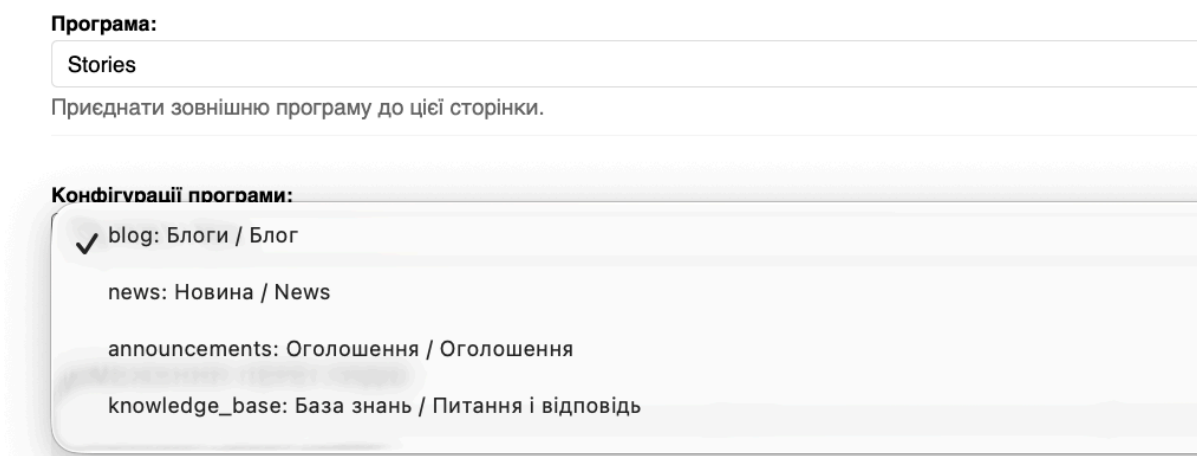 Програма:
Stories
Приєднати зовнішню програму до цієї сторінки.
Конфігурації програми:
blog: Блоги / Блог
news: Новина / News
announcements: Оголошення / Оголошення
knowledge_base: База знань / Питання і відповідь